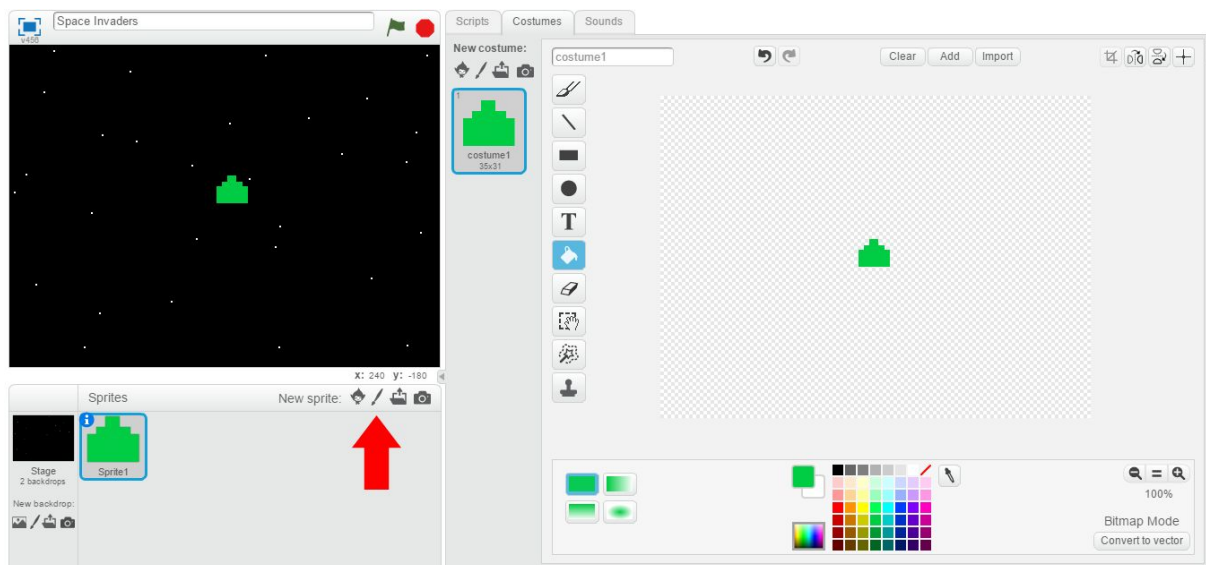 Space Invaders
v456
Scripts
Costumes
Sounds
New costume:
costume1
Clear
Add
Import
1
costume1
35x31
T
x: 240 y: -180
Sprites
New sprite:
Stage
2 backdrops
New backdrop:
Sprite1
100%
Bitmap Mode
Convert to vector